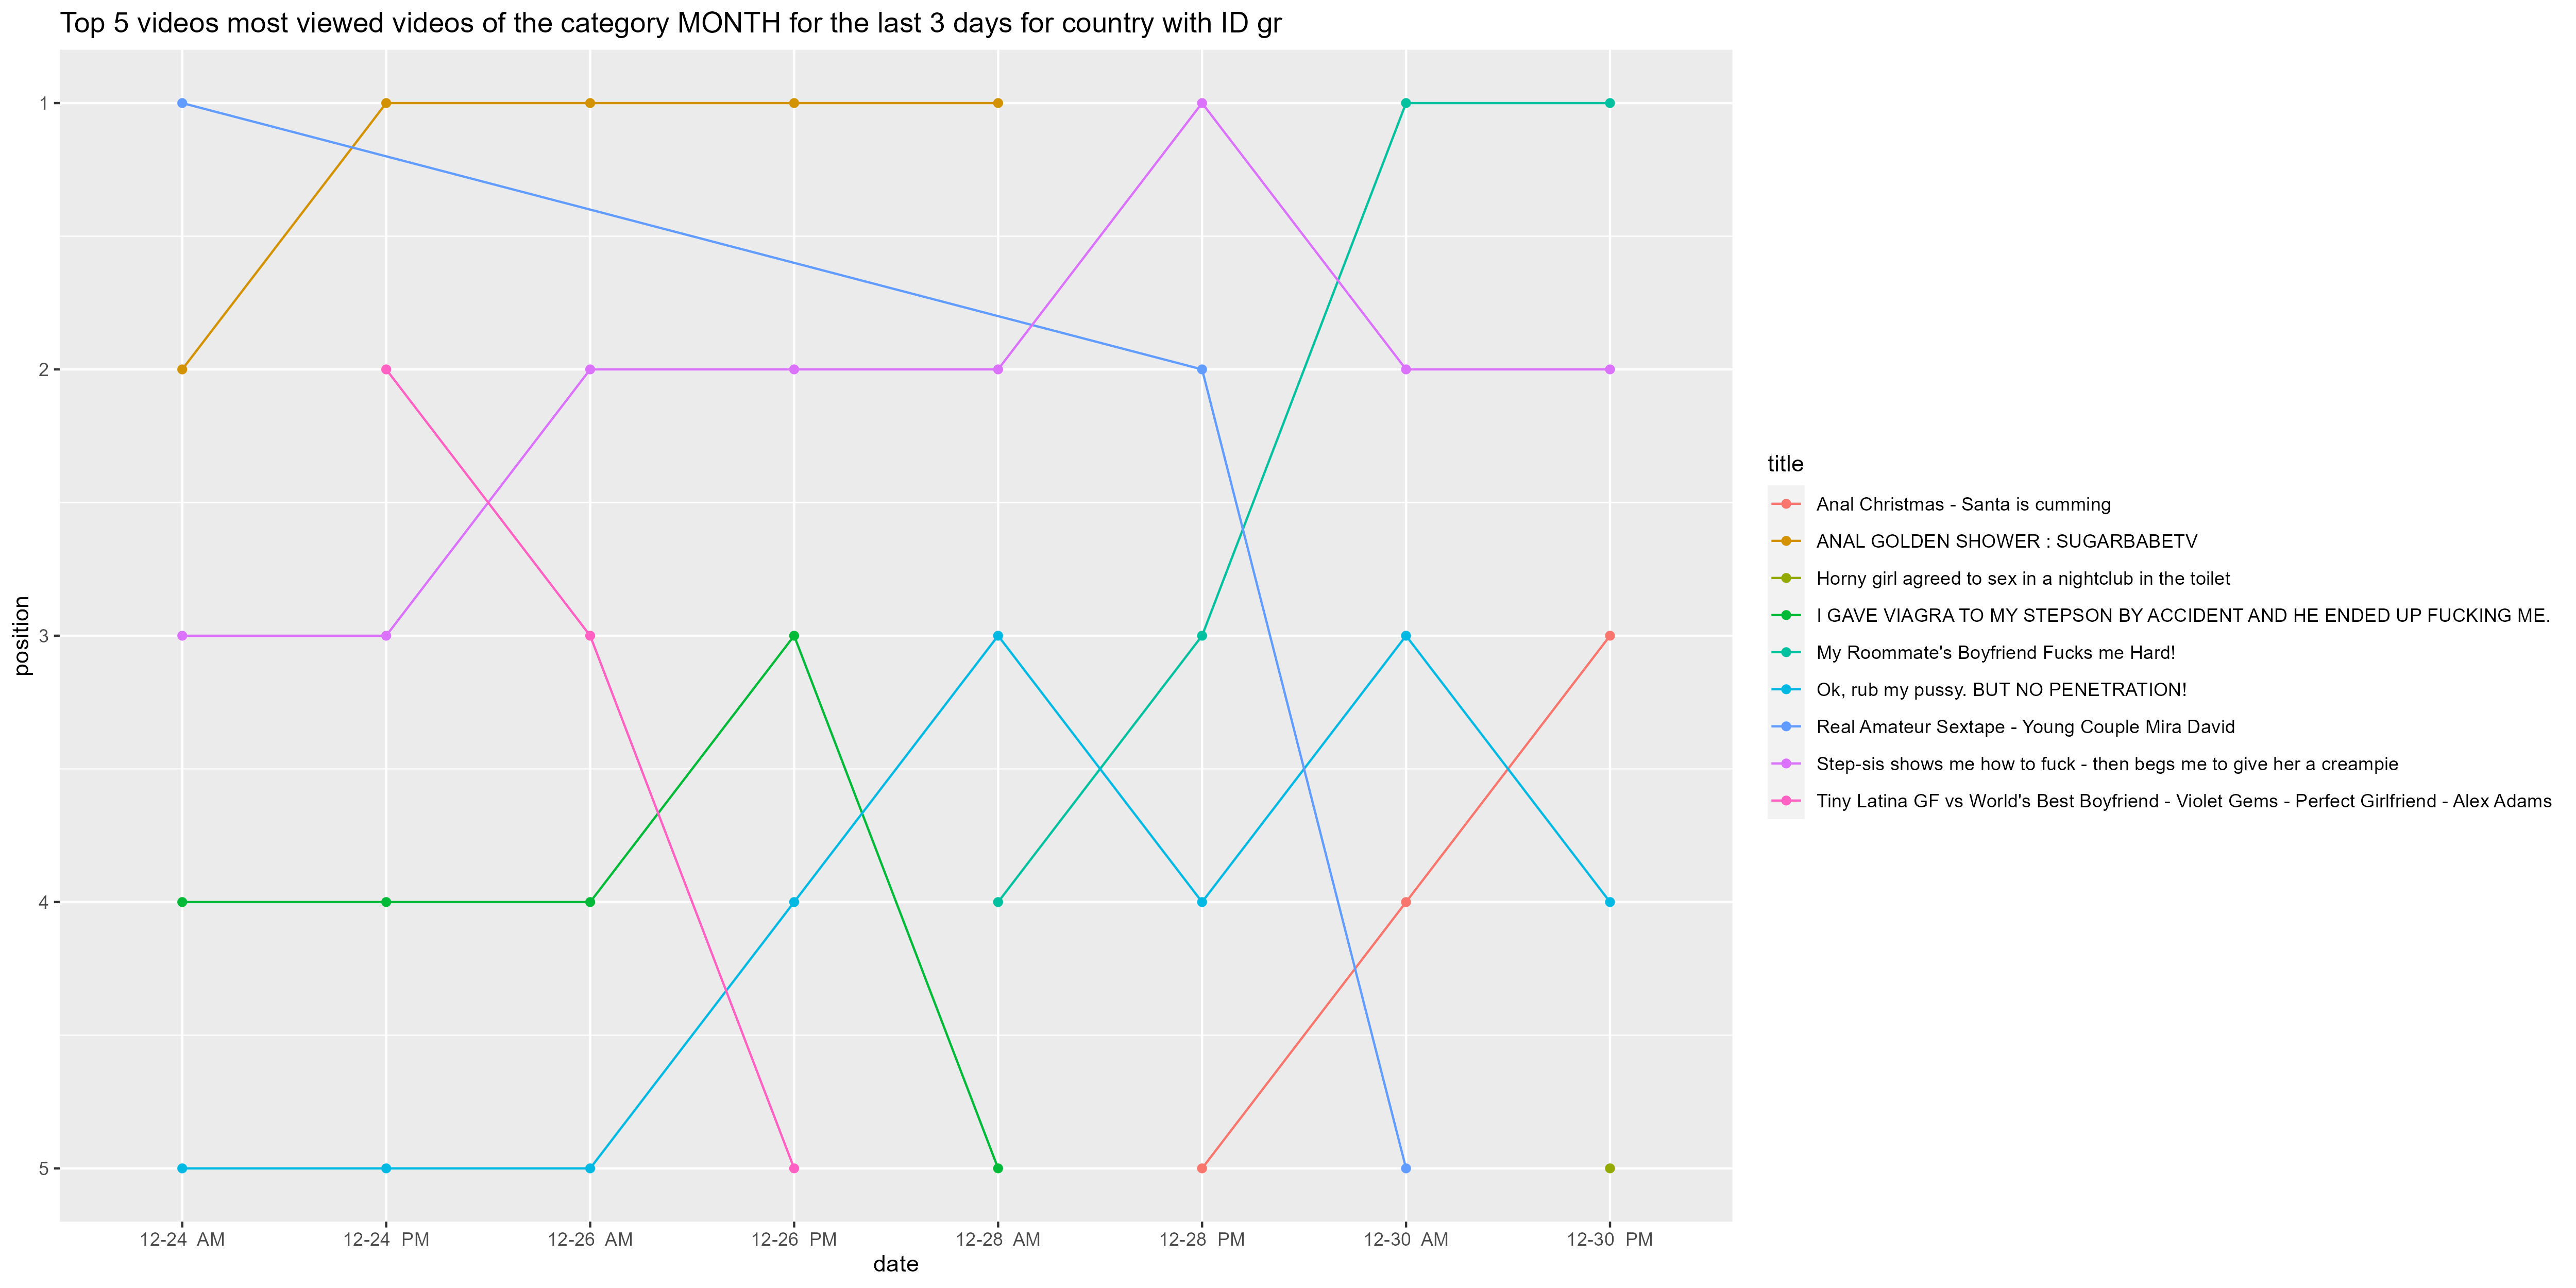 Top 5 videos most viewed videos of the category MONTH for the last 3 days for country with ID gr
position
1
2
3
4
5
12-24 AM
12-24 PM
12-26 AM
12-26 PM
12-28 AM
12-28 PM
12-30 AM
12-30 PM
date
title
Anal Christmas - Santa is cumming
ANAL GOLDEN SHOWER : SUGARBABETV
Horny girl agreed to sex in a nightclub in the toilet
I GAVE VIAGRA TO MY STEPSON BY ACCIDENT AND HE ENDED UP FUCKING ME.
My Roommate's Boyfriend Fucks me Hard!
Ok, rub my pussy. BUT NO PENETRATION!
Real Amateur Sextape - Young Couple Mira David
Step-sis shows me how to fuck - then begs me to give her a creampie
Tiny Latina GF vs World's Best Boyfriend - Violet Gems - Perfect Girlfriend - Alex Adams